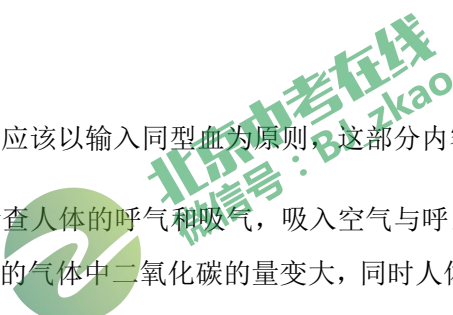 应该以输入同型血为原则，这部分内
查人体的呼气和吸气，吸入空气与呼
的气体中二氧化碳的量变大，同时人体
北京中考在线
微信号：BJ_zkao